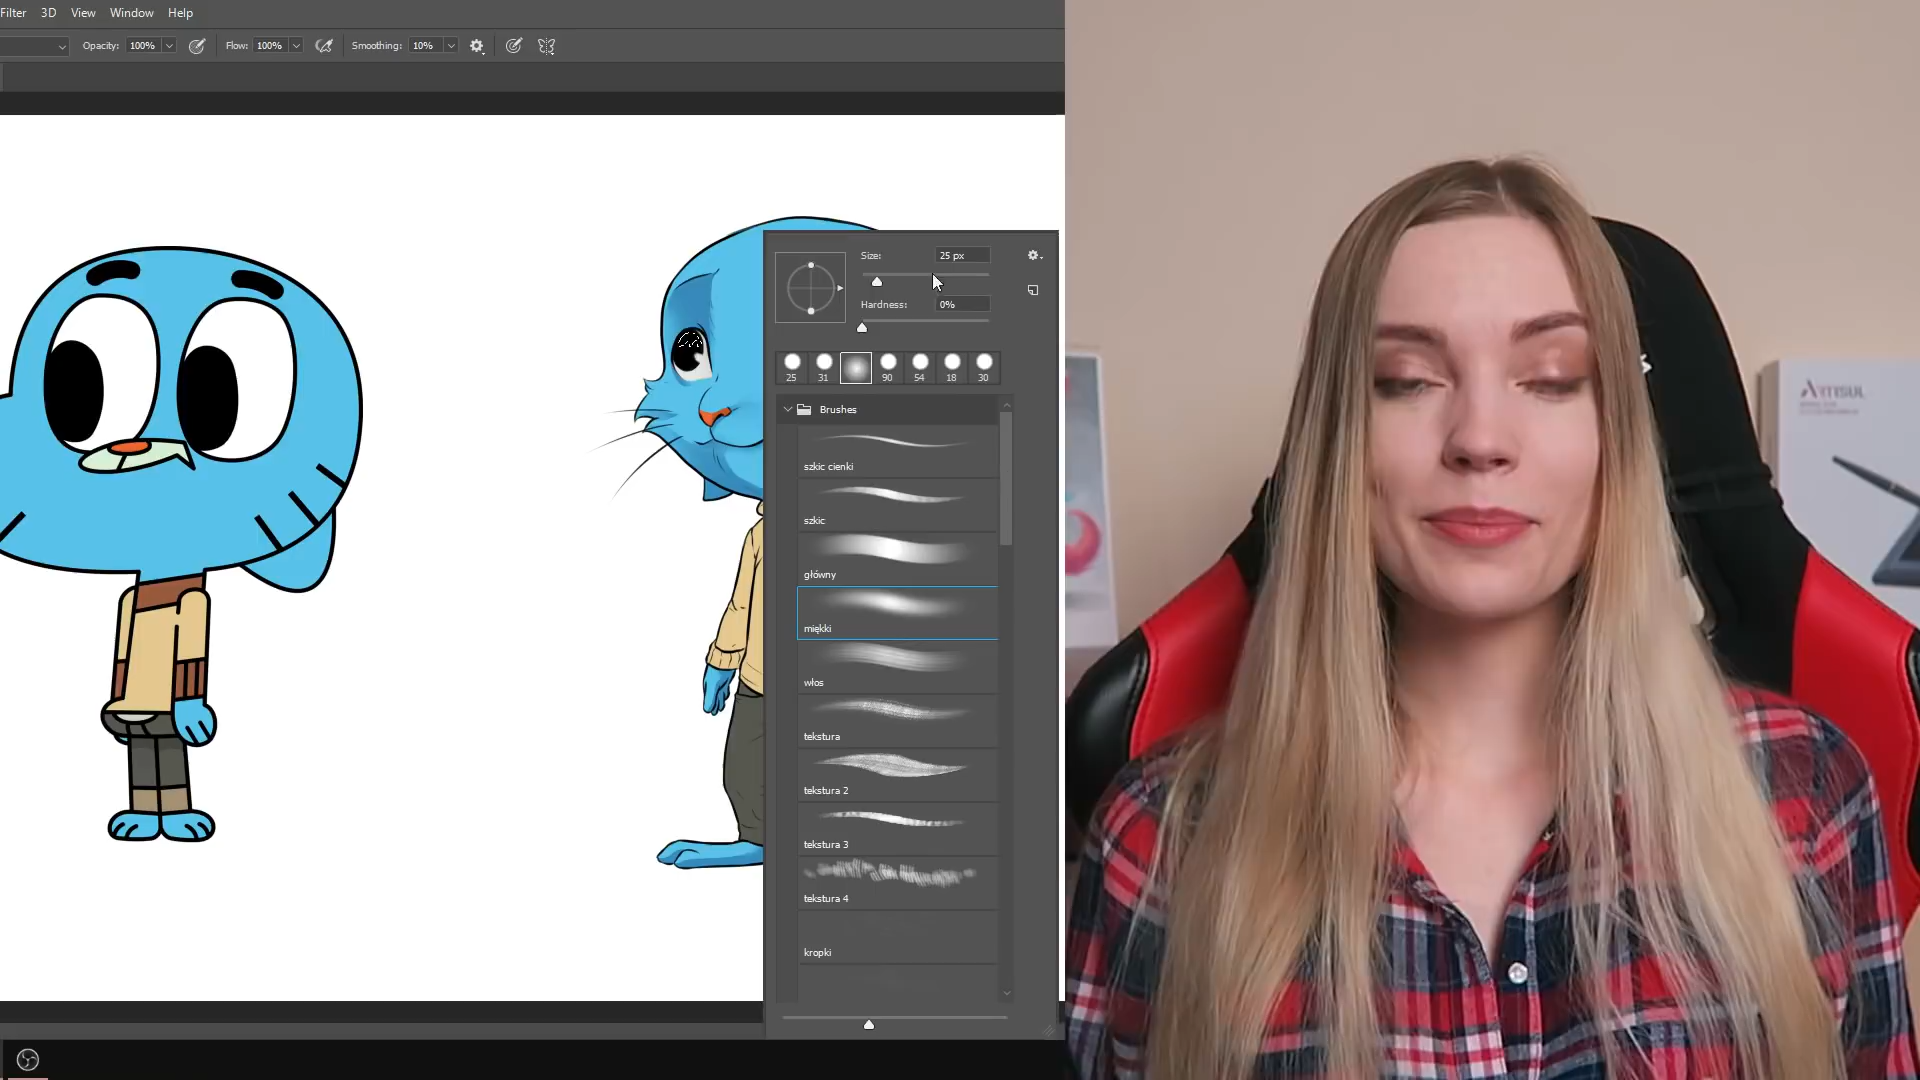 Filter 3D View Window Help
Opacity: 100% Flow: 100% Smoothing: 10%
Size: 25 px
Hardness: 0%
25 31 90 54 18 30
Brushes
szkic cienki
szkic
główny
miękki
włos
tekstura
tekstura 2
tekstura 3
tekstura 4
kropki
ARTISUL